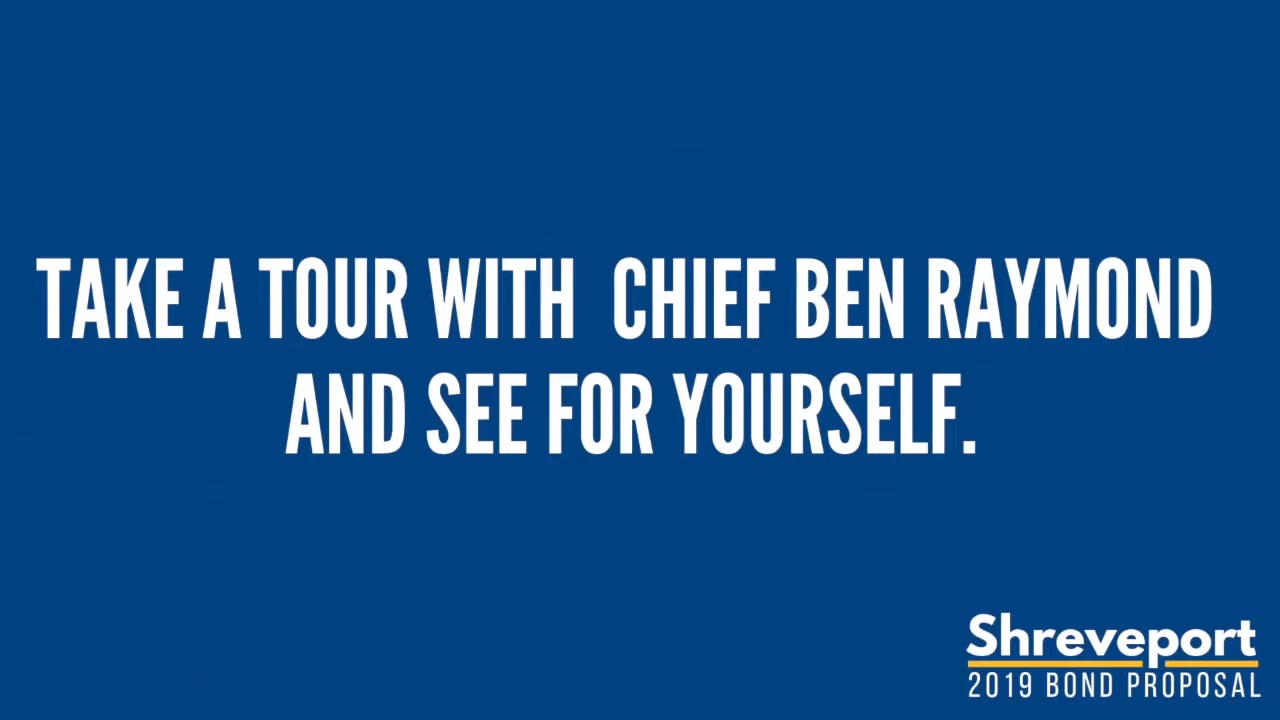 TAKE A TOUR WITH CHIEF BEN RAYMOND
AND SEE FOR YOURSELF.
Shreveport
2019 BOND PROPOSAL